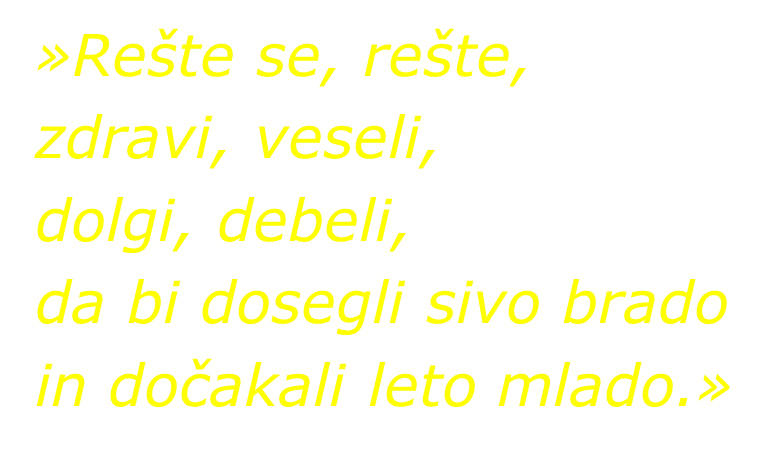 »Rešte se, rešte,
zdravi, veseli,
dolgi, debeli,
da bi dosegli sivo brado
in dočakali leto mlado.»